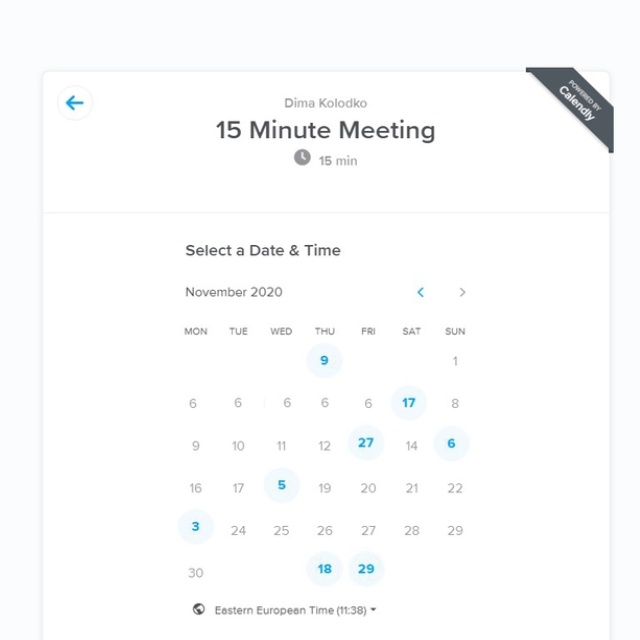 POWERED BY
Calendly
Dima Kolodko
15 Minute Meeting
15 min
Select a Date & Time
November 2020
MON TUE WED THU FRI SAT SUN
9 1
6 6 6 6 6 17 8
9 10 11 12 27 14 6
16 17 5 19 20 21 22
3 24 25 26 27 28 29
30 18 29
Eastern European Time (11:38)